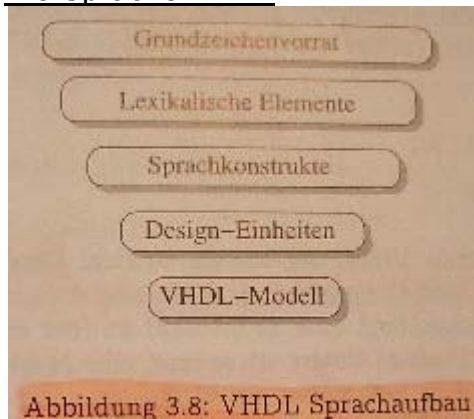 Grundzeichenvorrat
Lexikalische Elemente
Sprachkonstrukte
Design–Einheiten
VHDL–Modell
Abbildung 3.8: VHDL Sprachaufbau